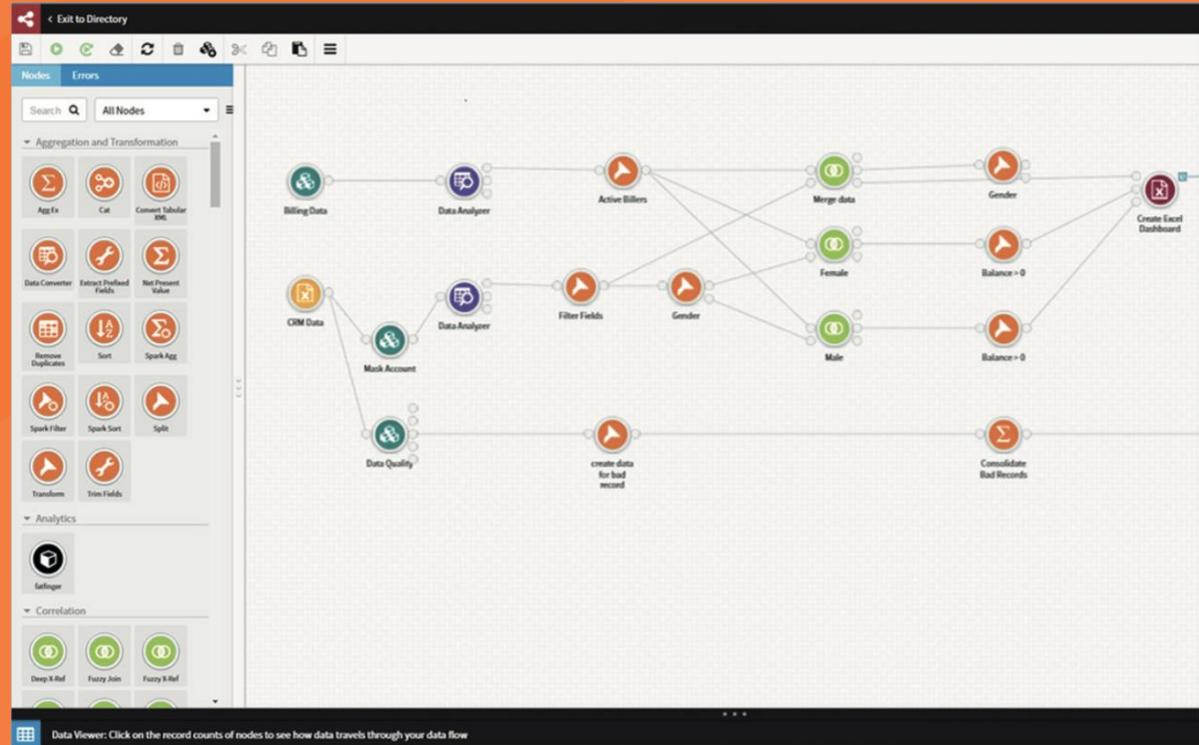 < Exit to Directory
Nodes Errors
Search All Nodes
Aggregation and Transformation
Agg Ex
Cat
Convert Tabular
XML
Data Converter
Extract Prefixed
Fields
Net Present
Value
Remove
Duplicates
Sort
Spark Agg
Spark Filter
Spark Sort
Split
Transform
Trim Fields
Analytics
fatfinger
Correlation
Deep X-Ref
Fuzzy Join
Fuzzy X-Ref
Billing Data
Data Analyzer
Active Billers
Merge data
Gender
Create Excel
Dashboard
Female
Balance > 0
CRM Data
Data Analyzer
Filter Fields
Gender
Mask Account
Male
Balance > 0
Data Quality
create data
for bad
record
Consolidate
Bad Records
Data Viewer: Click on the record counts of nodes to see how data travels through your data flow